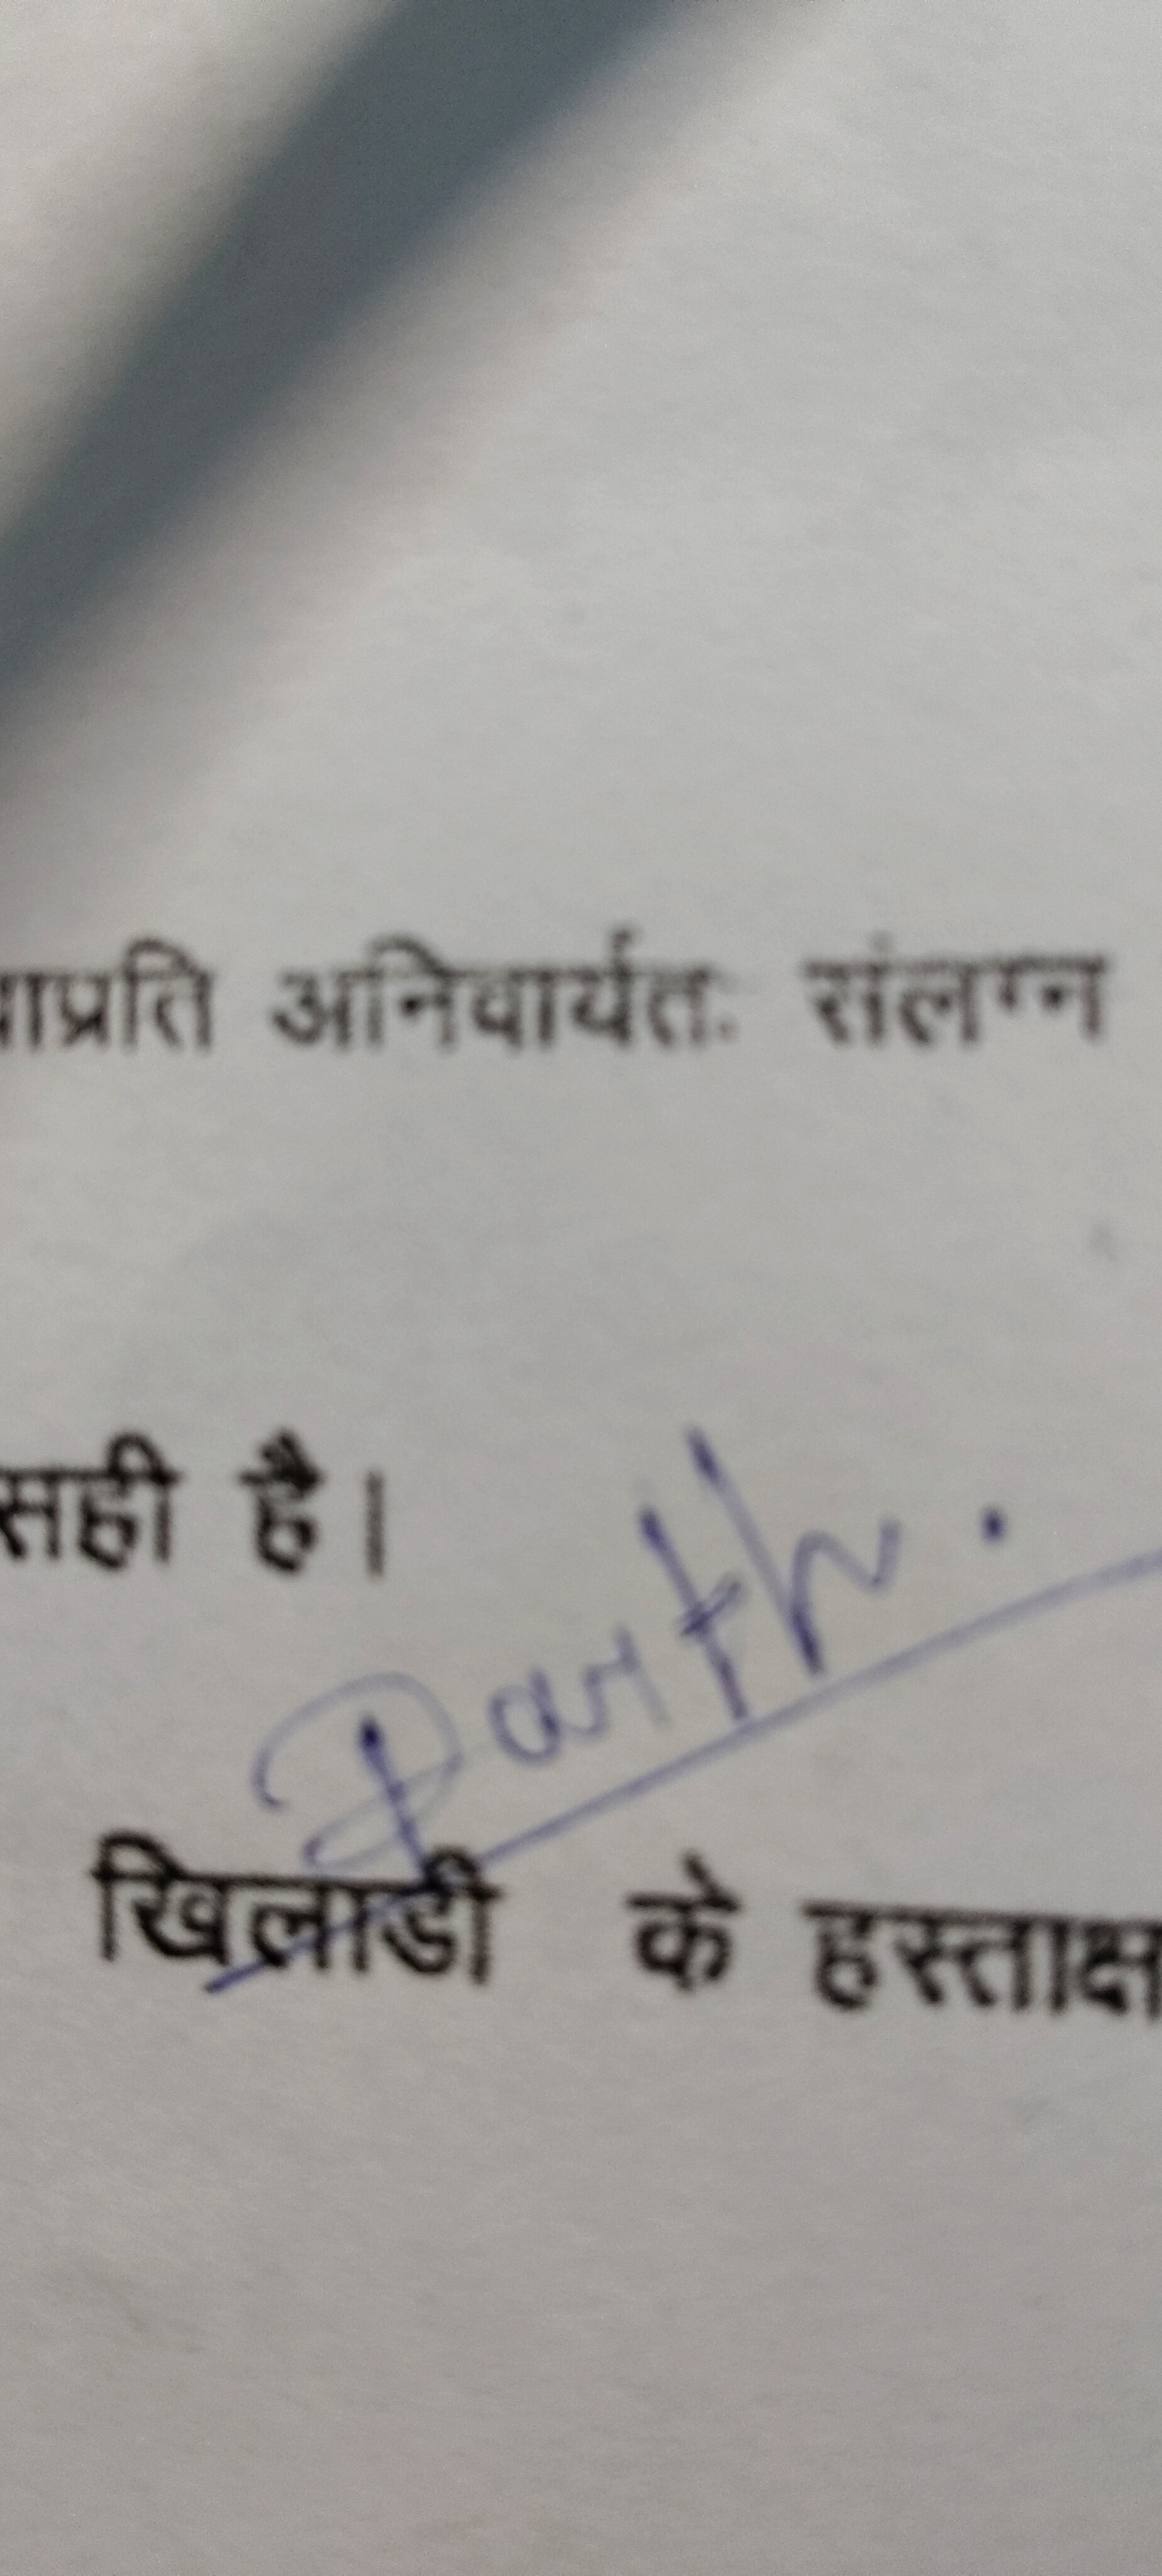 अनिवार्यतः संलग्न
सही है।
Parth.
खिलाडी के